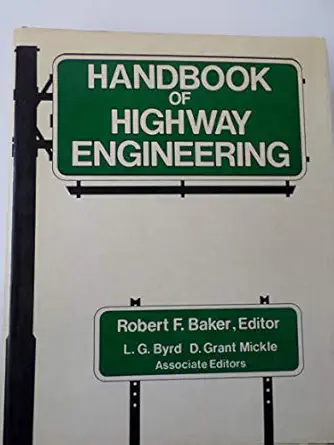 HANDBOOK
OF
HIGHWAY
ENGINEERING
Robert F. Baker, Editor
L. G. Byrd D. Grant Mickle
Associate Editors